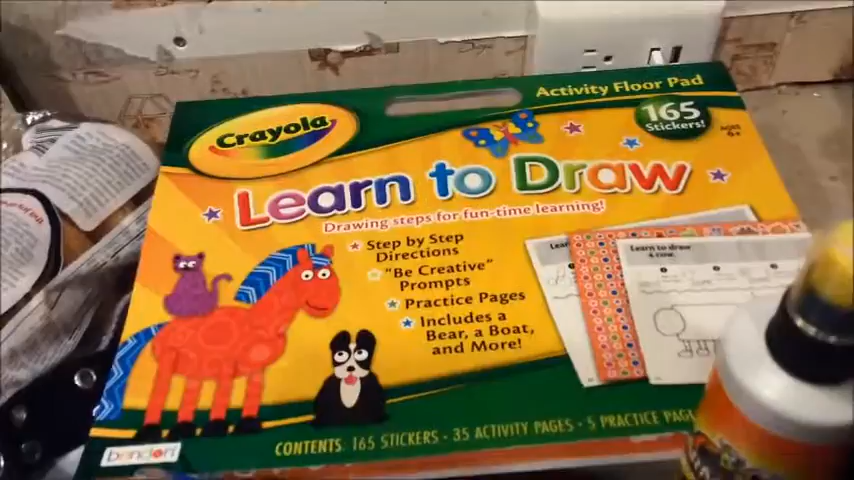 Activity Floor Pad
165
Stickers!
AGES
6+
Crayola
Learn to Draw
Drawing steps for fun-time learning!
Step by Step
Directions
"Be Creative"
Prompts
Practice Pages
Includes a Bear, a Boat,
and More!
Learn to draw
a cow.
bendon
CONTENTS: 165 STICKERS • 35 ACTIVITY PAGES • 5 PRACTICE PAGE